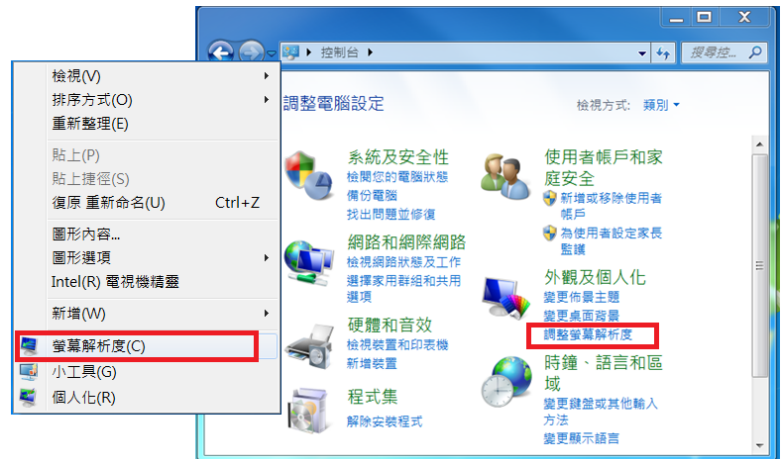 檢視(V)
排序方式(O)
重新整理(E)
貼上(P)
貼上捷徑(S)
復原 重新命名(U) Ctrl+Z
圖形內容...
圖形選項
Intel(R) 電視機精靈
新增(W)
螢幕解析度(C)
小工具(G)
個人化(R)
控制台
搜尋控...
調整電腦設定
檢視方式: 類別
系統及安全性
檢閱您的電腦狀態
備份電腦
找出問題並修復
網路和網際網路
檢視網路狀態及工作
選擇家用群組和共用
選項
硬體和音效
檢視裝置和印表機
新增裝置
程式集
解除安裝程式
使用者帳戶和家
庭安全
新增或移除使用者
帳戶
為使用者設定家長
監護
外觀及個人化
變更佈景主題
變更桌面背景
調整螢幕解析度
時鐘、語言和區
域
變更鍵盤或其他輸入
方法
變更顯示語言